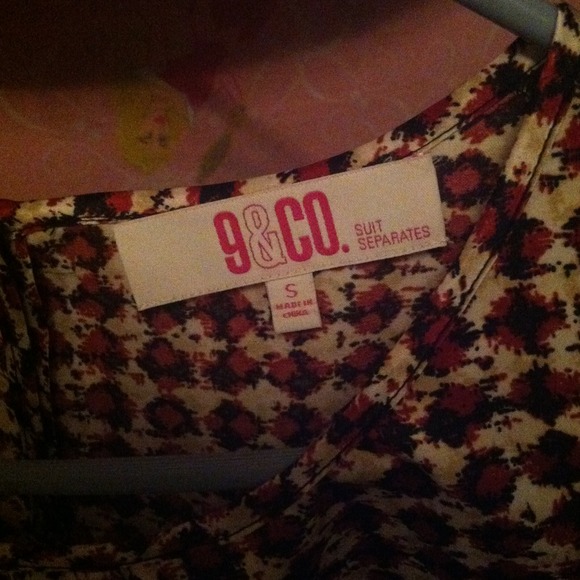 9&CO. SUIT
SEPARATES
S
MADE IN
CHINA